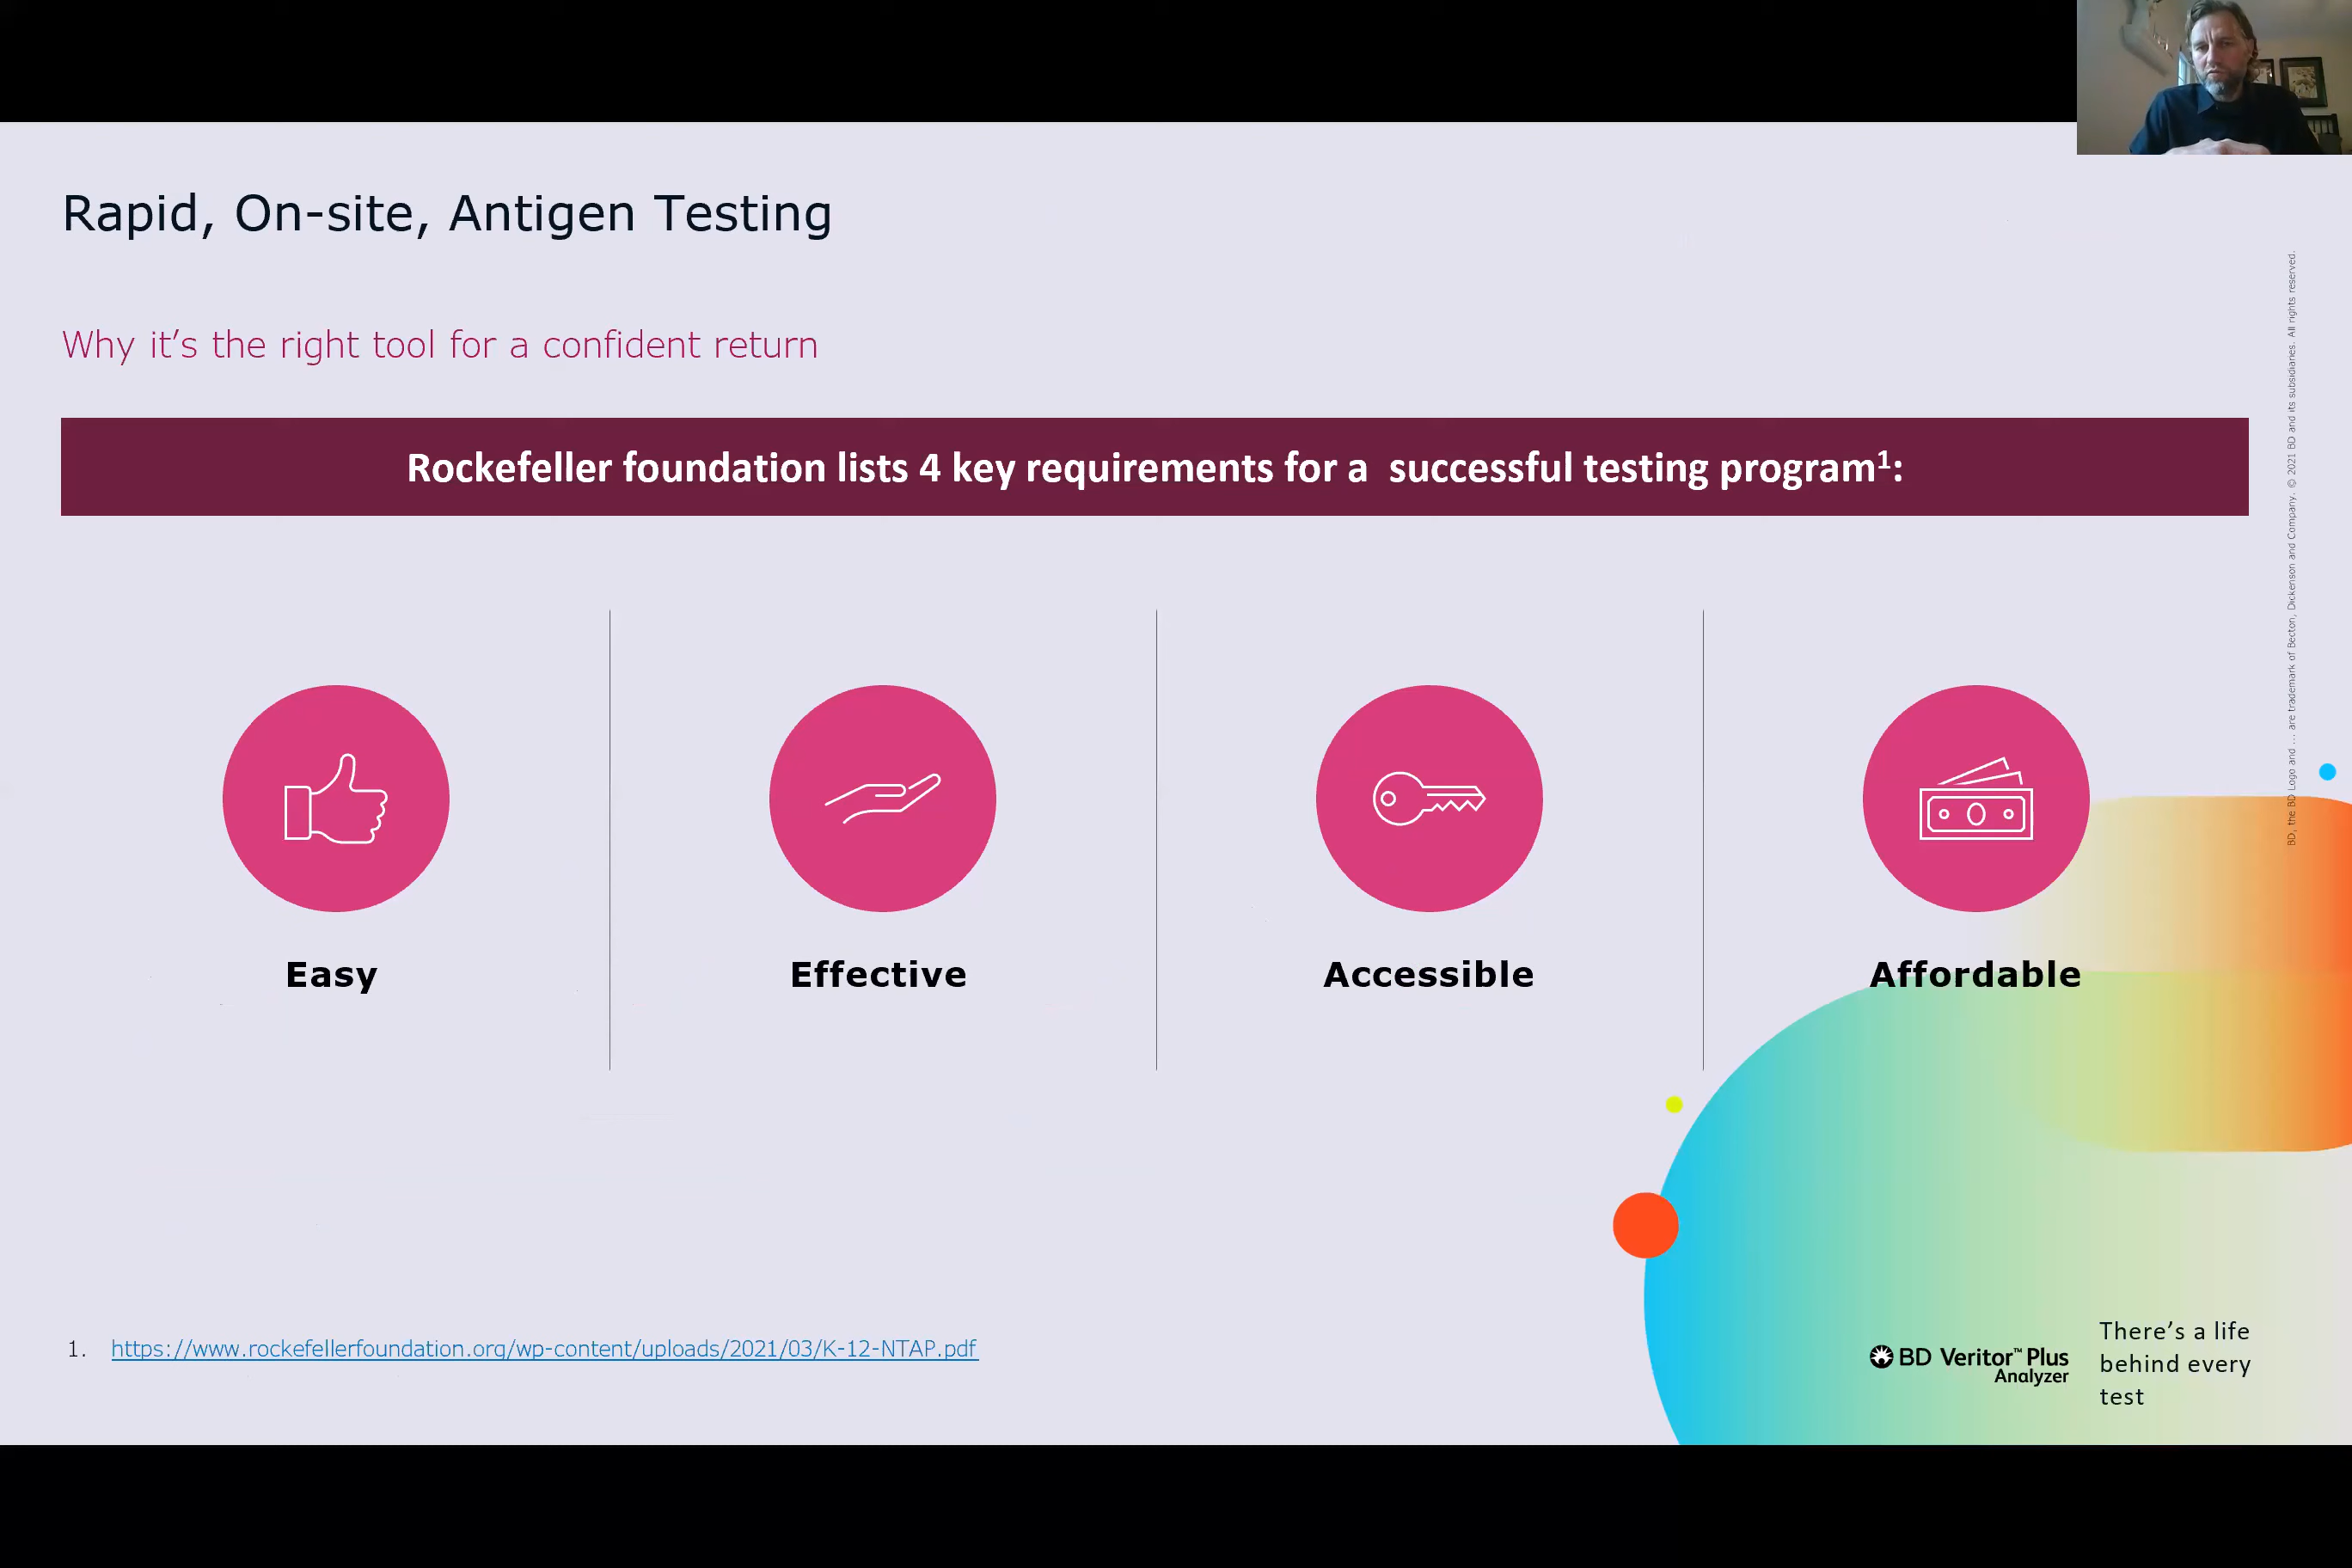 Rapid, On-site, Antigen Testing
Why it’s the right tool for a confident return
Rockefeller foundation lists 4 key requirements for a  successful testing program¹:
Easy
Effective
Accessible
Affordable
1. https://www.rockefellerfoundation.org/wp-content/uploads/2021/03/K-12-NTAP.pdf
BD Veritor™ Plus
Analyzer
There’s a life
behind every
test
BD, the BD Logo and ... are trademark of Becton, Dickenson and Company. © 2021 BD and its subsidiaries. All rights reserved.